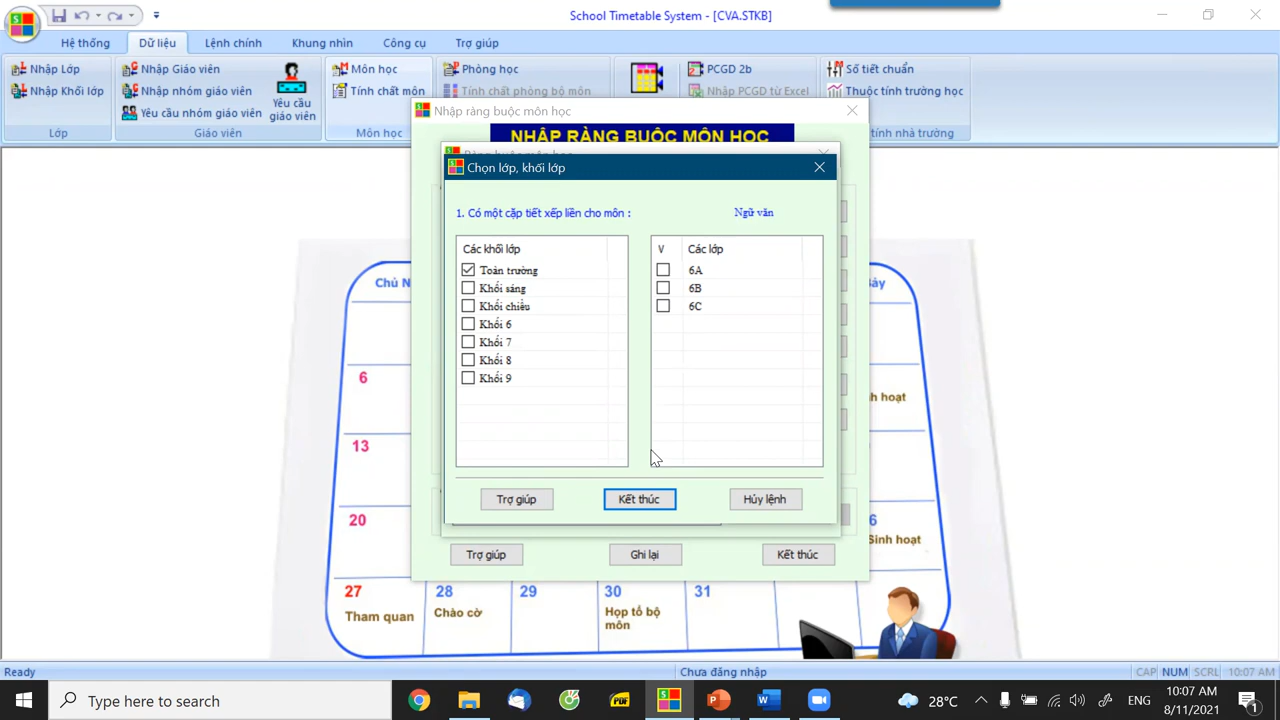 School Timetable System - [CVA.STKB]
Hệ thống
Dữ liệu
Lệnh chính
Khung nhìn
Công cụ
Trợ giúp
Nhập Lớp
Nhập Khối lớp
Lớp
Nhập Giáo viên
Nhập nhóm giáo viên
Yêu cầu nhóm giáo viên
Yêu cầu
giáo viên
Giáo viên
Môn học
Tính chất môn
Môn học
Phòng học
Tính chất phòng bộ môn
PCGD 2b
Nhập PCGD từ Excel
Số tiết chuẩn
Thuộc tính trường học
tính nhà trường
Nhập ràng buộc môn học
NHẬP RÀNG BUỘC MÔN HỌC
Chọn lớp, khối lớp
1. Có một cặp tiết xếp liền cho môn :
Ngữ văn
Các khối lớp
Toàn trường
Khối sáng
Khối chiều
Khối 6
Khối 7
Khối 8
Khối 9
V
Các lớp
6A
6B
6C
Trợ giúp
Kết thúc
Hủy lệnh
Trợ giúp
Ghi lại
Kết thúc
Chủ N
ảy
6
h hoạt
13
20
6
Sinh hoạt
27
Tham quan
28
Chào cờ
29
30
Họp tổ bộ
môn
31
Ready
Chưa đăng nhập
CAP
NUM
SCRL
10:07 AM
Type here to search
28°C
ENG
10:07 AM
8/11/2021
1